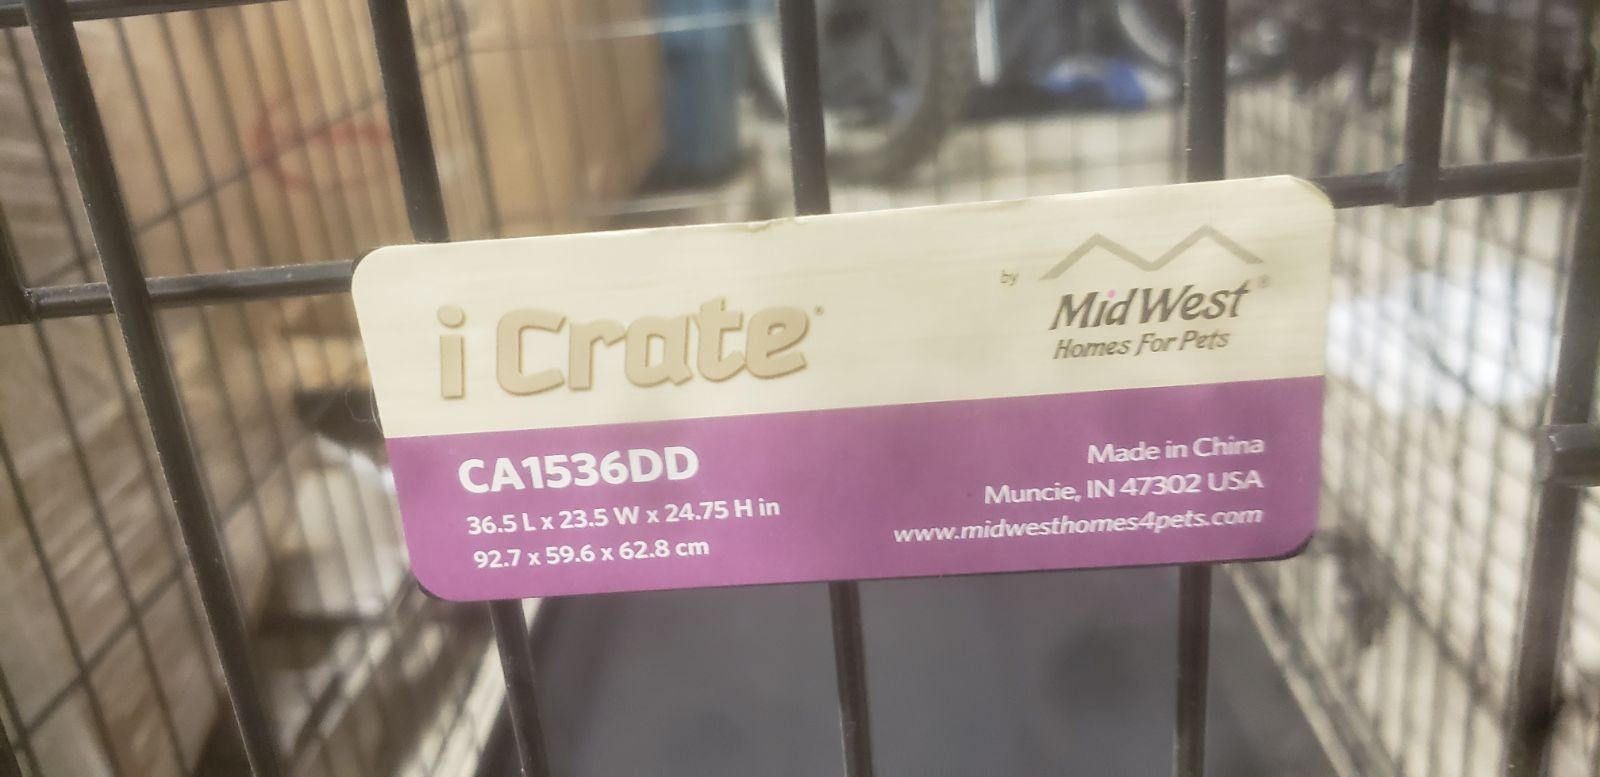 i Crate®
by
MidWest®
Homes For Pets
CA1536DD
36.5 L x 23.5 W x 24.75 H in
92.7 x 59.6 x 62.8 cm
Made in China
Muncie, IN 47302 USA
www.midwesthomes4pets.com